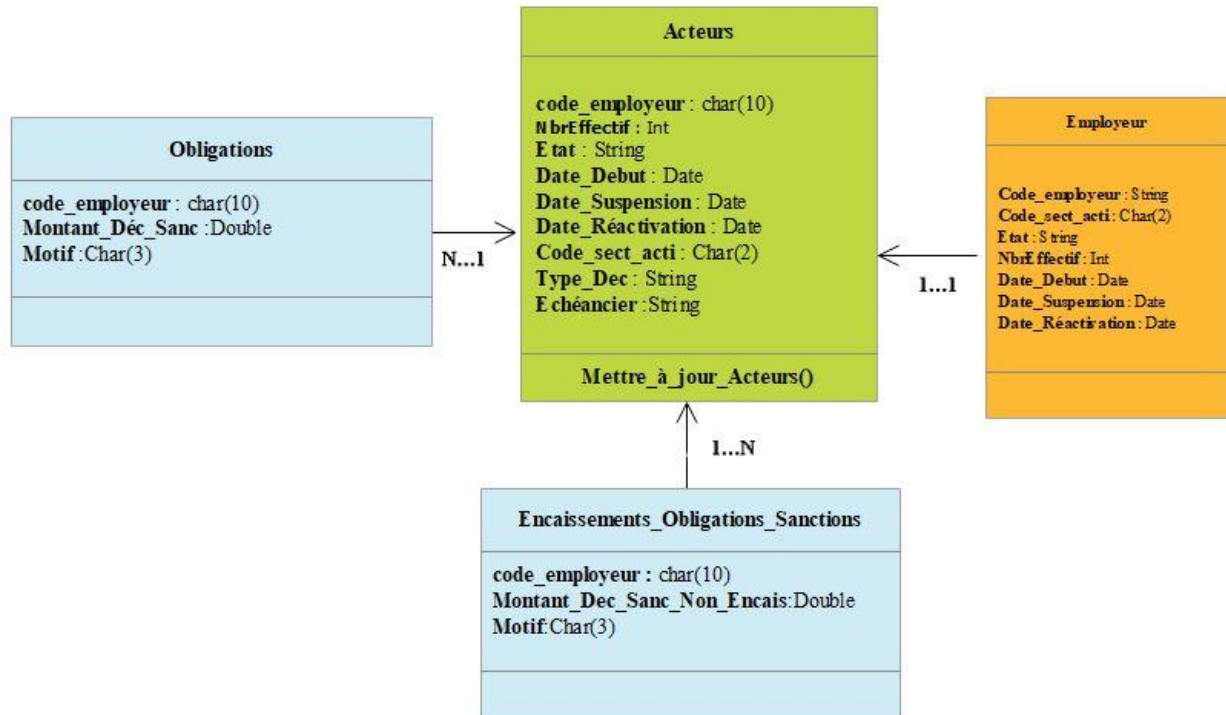 Acteurs
code_employeur : char(10)
NbrEffectif : Int
Etat : String
Date_Debut : Date
Date_Suspension : Date
Date_Réactivation : Date
Code_sect_acti : Char(2)
Type_Dec : String
Echéancier :String
Mettre_à_jour_Acteurs()
Obligations
code_employeur : char(10)
Montant_Déc_Sanc :Double
Motif :Char(3)
N...1
Employeur
Code_employeur : String
Code_sect_acti : Char(2)
Etat : String
NbrEffectif : Int
Date_Debut : Date
Date_Suspension : Date
Date_Réactivation : Date
1...1
1...N
Encaissements_Obligations_Sanctions
code_employeur : char(10)
Montant_Dec_Sanc_Non_Encais:Double
Motif:Char(3)